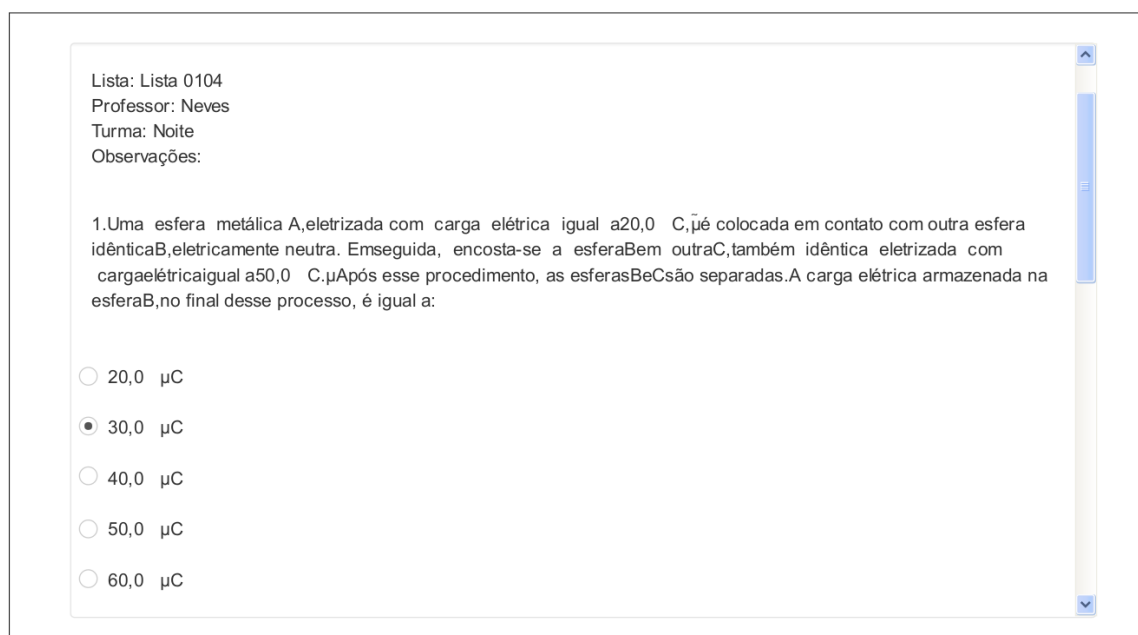 Lista: Lista 0104
Professor: Neves
Turma: Noite
Observações:
1.Uma esfera metálica A,eletrizada com carga elétrica igual a20,0 C,µ̃é colocada em contato com outra esfera
idênticaB,eletricamente neutra. Emseguida, encosta-se a esferaBem outraC,também idêntica eletrizada com
cargaelétricaigual a50,0 C.µApós esse procedimento, as esferasBeCsão separadas.A carga elétrica armazenada na
esferaB,no final desse processo, é igual a:
20,0 µC
30,0 µC
40,0 µC
50,0 µC
60,0 µC